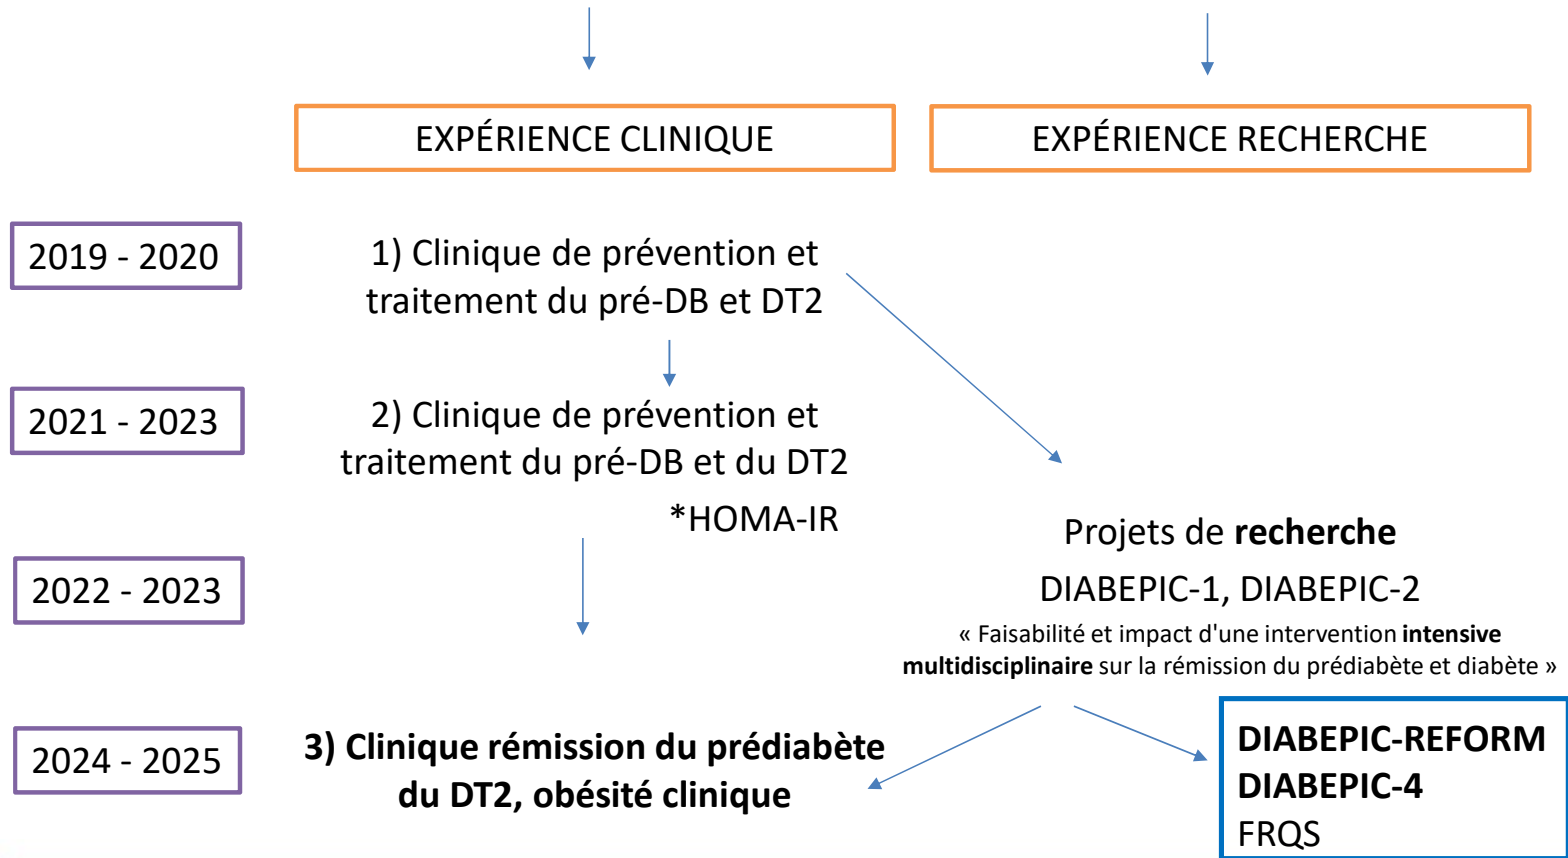 EXPÉRIENCE CLINIQUE
EXPÉRIENCE RECHERCHE
2019 - 2020
1) Clinique de prévention et
traitement du pré-DB et DT2
2021 - 2023
2) Clinique de prévention et
traitement du pré-DB et du DT2
*HOMA-IR
2022 - 2023
Projets de recherche
DIABEPIC-1, DIABEPIC-2
« Faisabilité et impact d'une intervention intensive
multidisciplinaire sur la rémission du prédiabète et diabète »
2024 - 2025
3) Clinique rémission du prédiabète
du DT2, obésité clinique
DIABEPIC-REFORM
DIABEPIC-4
FRQS